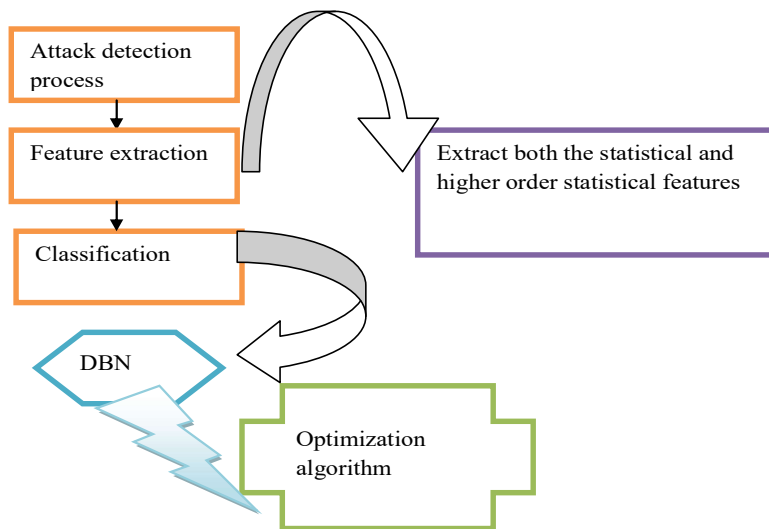 Attack detection
process
Feature extraction
Extract both the statistical and
higher order statistical features
Classification
DBN
Optimization
algorithm